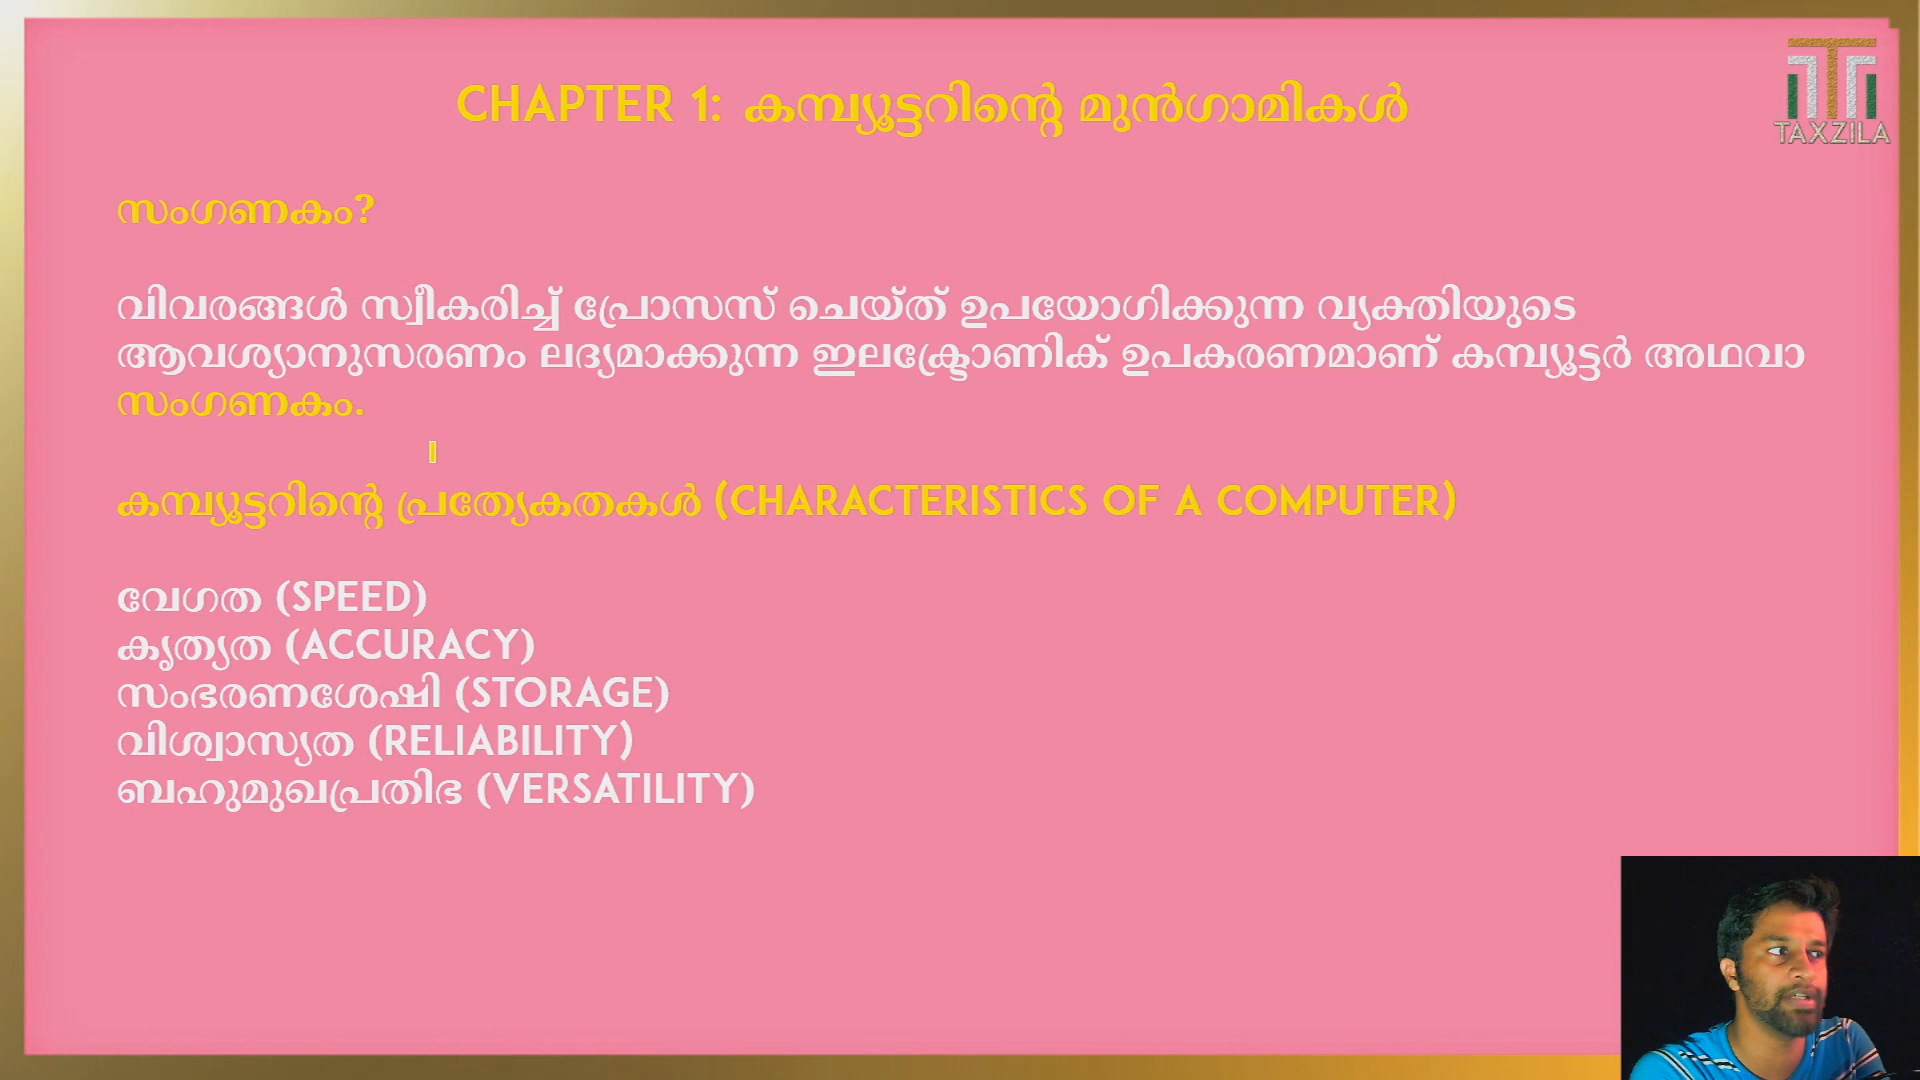 CHAPTER 1: കമ്പ്യൂട്ടറിന്റെ മുൻഗാമികൾ
TAXZILA
സംഗണകം?
വിവരങ്ങൾ സ്വീകരിച്ച് പ്രോസസ് ചെയ്ത് ഉപയോഗിക്കുന്ന വ്യക്തിയുടെ
ആവശ്യാനുസരണം ലദ്യമാക്കുന്ന ഇലക്ട്രോണിക് ഉപകരണമാണ് കമ്പ്യൂട്ടർ അഥവാ
സംഗണകം.
കമ്പ്യൂട്ടറിന്റെ പ്രത്യേകതകൾ (CHARACTERISTICS OF A COMPUTER)
വേഗത (SPEED)
കൃത്യത (ACCURACY)
സംഭരണശേഷി (STORAGE)
വിശ്വാസ്യത (RELIABILITY)
ബഹുമുഖപ്രതിഭ (VERSATILITY)